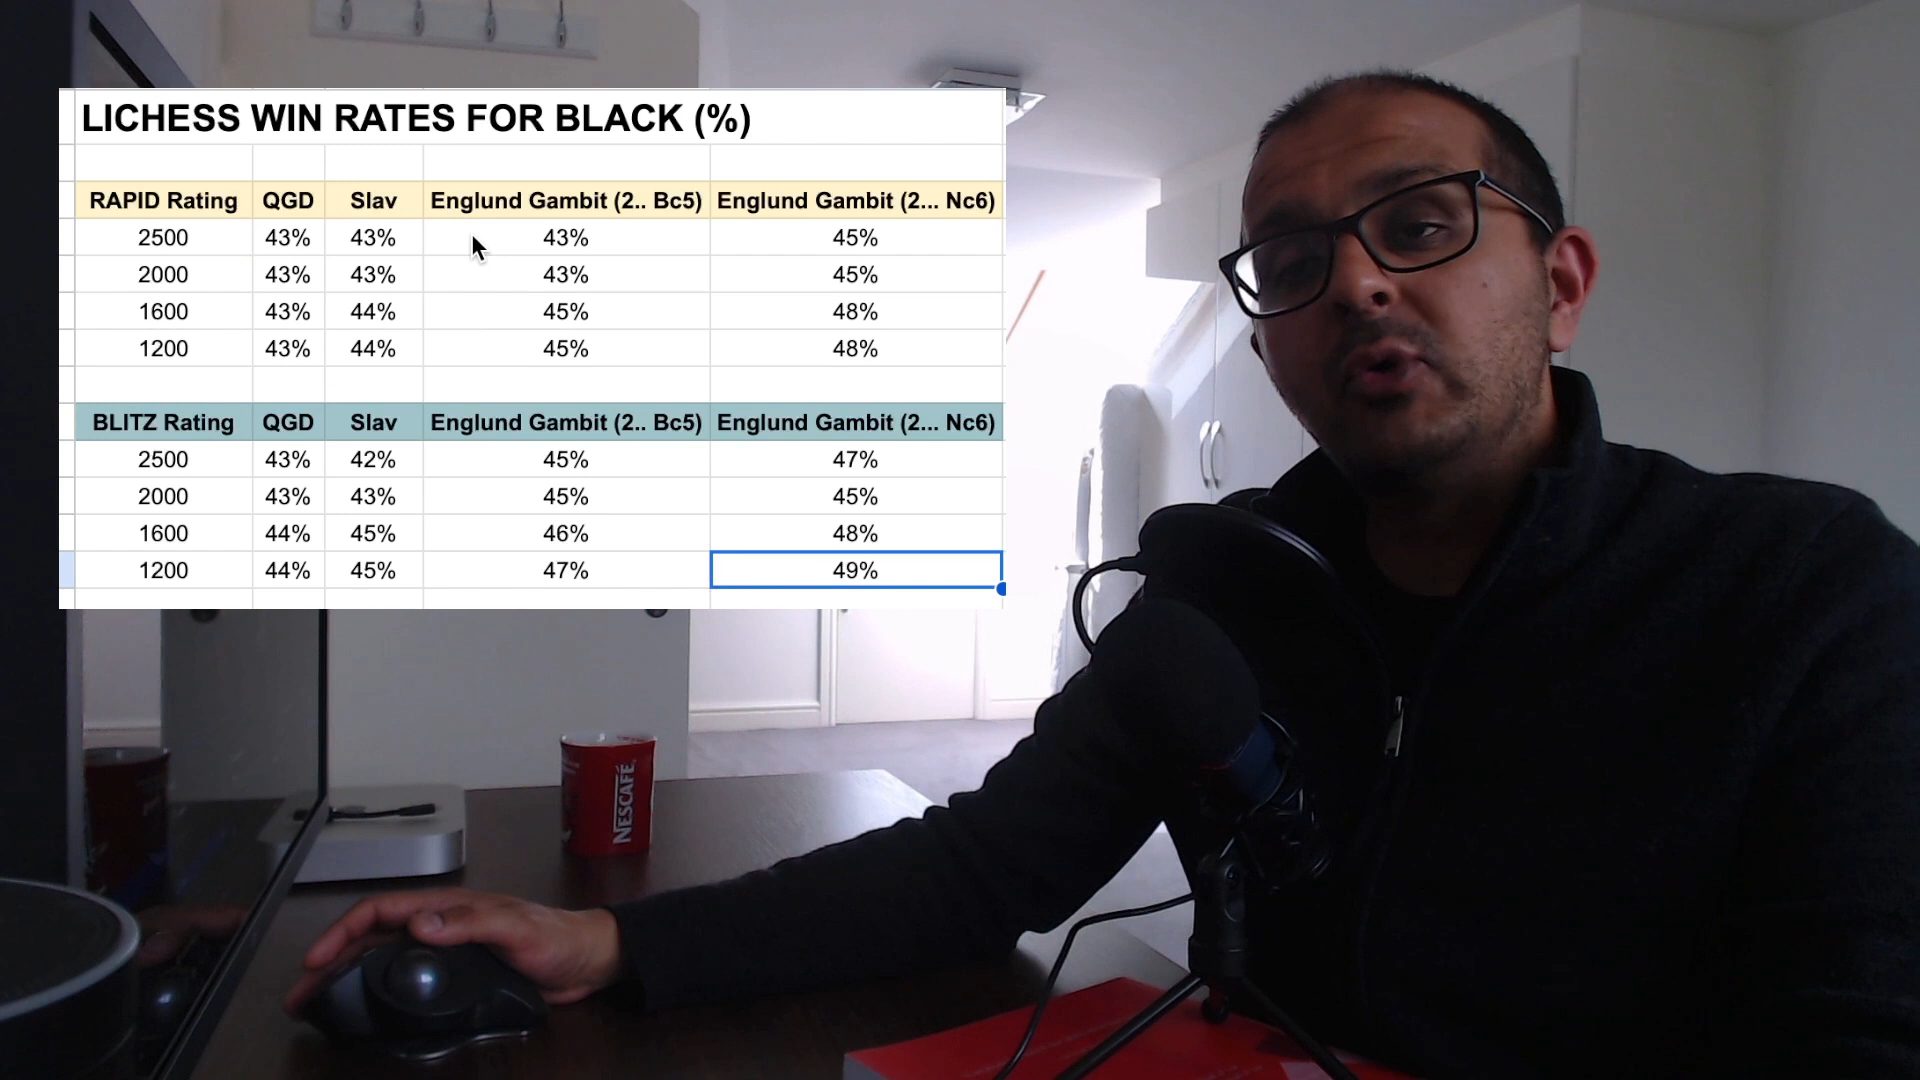 LICHESS WIN RATES FOR BLACK (%)
RAPID Rating QGD Slav Englund Gambit (2.. Bc5) Englund Gambit (2... Nc6)
2500 43% 43% 43% 45%
2000 43% 43% 43% 45%
1600 43% 44% 45% 48%
1200 43% 44% 45% 48%
BLITZ Rating QGD Slav Englund Gambit (2.. Bc5) Englund Gambit (2... Nc6)
2500 43% 42% 45% 47%
2000 43% 43% 45% 45%
1600 44% 45% 46% 48%
1200 44% 45% 47% 49%
NESCAFÉ